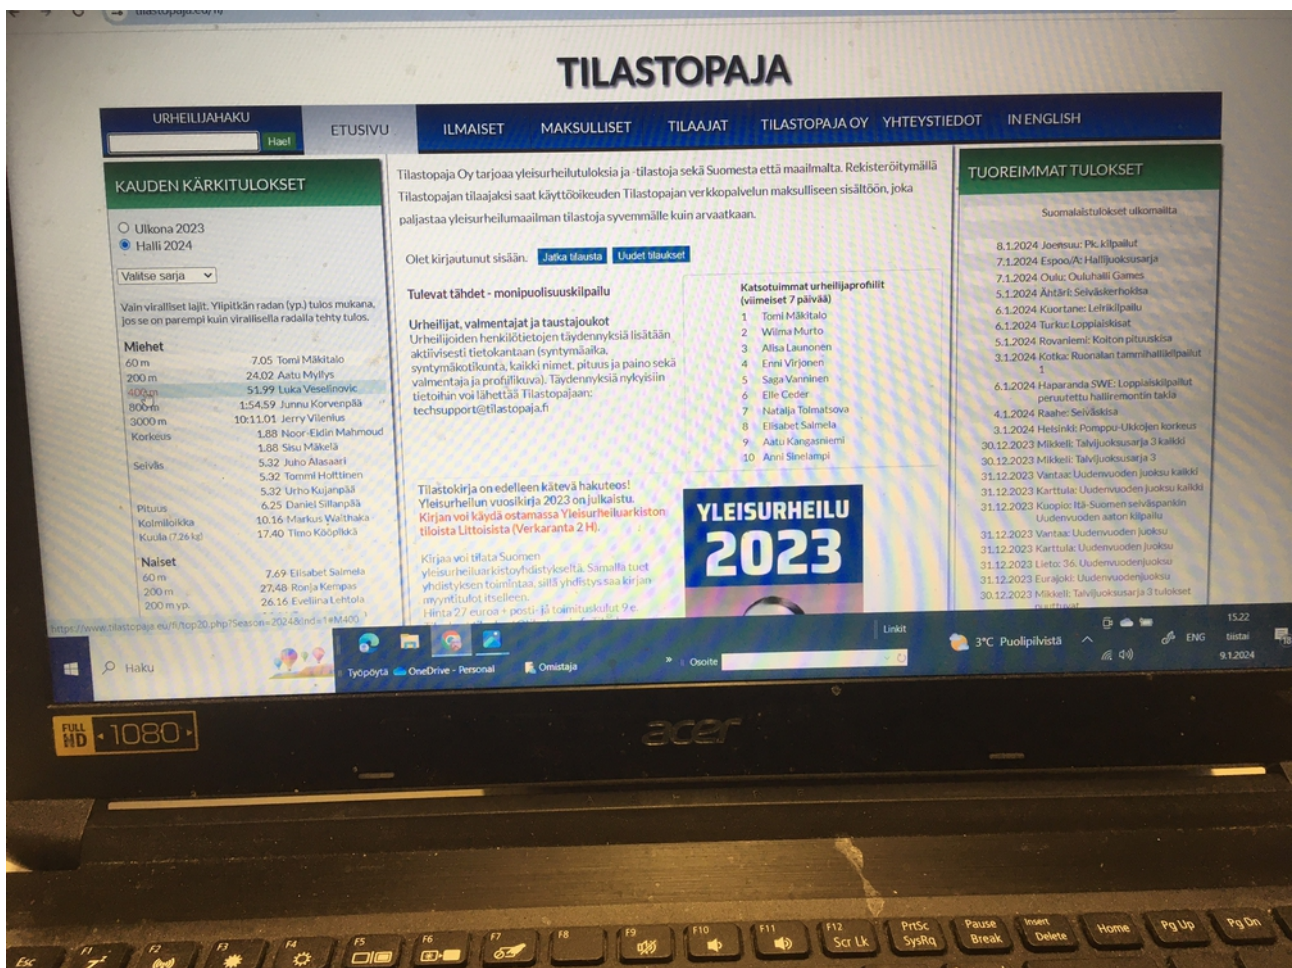 tilastopaja.eu/fi/
TILASTOPAJA
URHEILIJAHAKU
Hae!
ETUSIVU
ILMAISET
MAKSULLISET
TILAAJAT
TILASTOPAJA OY
YHTEYSTIEDOT
IN ENGLISH
KAUDEN KÄRKITULOKSET
Ulkona 2023
Halli 2024
Valitse sarja
Vain viralliset lajit. Ylipitkän radan (yp.) tulos mukana,
jos se on parempi kuin virallisella radalla tehty tulos.
Miehet
60 m 7.05 Tomi Mäkitalo
200 m 24.02 Aatu Myllys
400 m 51.99 Luka Veselinovic
800 m 1:54.59 Junnu Korvenpää
3000 m 10:11.01 Jerry Vilenius
Korkeus 1.88 Noor-Eldin Mahmoud
1.88 Sisu Mäkelä
Seiväs 5.32 Juho Alasaari
5.32 Tommi Holttinen
5.32 Urho Kujanpää
Pituus 6.25 Daniel Sillanpää
Kolmiloikka 10.16 Markus Waithaka
Kuula (7.26 kg) 17.40 Timo Kööpikkä
Naiset
60 m 7.69 Elisabet Salmela
200 m 27.48 Ronja Kempas
200 m yp. 26.16 Eveliina Lehtola
https://www.tilastopaja.eu/fi/top20.php?Season=2024&Ind=1#M400
Tilastopaja Oy tarjoaa yleisurheilutuloksia ja -tilastoja sekä Suomesta että maailmalta. Rekisteröitymällä
Tilastopajan tilaajaksi saat käyttöoikeuden Tilastopajan verkkopalvelun maksulliseen sisältöön, joka
paljastaa yleisurheilumaailman tilastoja syvemmälle kuin arvaatkaan.
Olet kirjautunut sisään. Jatka tilausta Uudet tilaukset
Tulevat tähdet - monipuolisuuskilpailu
Urheilijat, valmentajat ja taustajoukot
Urheilijoiden henkilötietojen täydennyksiä lisätään
aktiivisesti tietokantaan (syntymäaika,
syntymäkotikunta, kaikki nimet, pituus ja paino sekä
valmentaja ja profiilikuva). Täydennyksiä nykyisiin
tietoihin voi lähettää Tilastopajaan:
techsupport@tilastopaja.fi
Katsotuimmat urheilijaprofiilit
(viimeiset 7 päivää)
1 Tomi Mäkitalo
2 Wilma Murto
3 Alisa Launonen
4 Enni Virjonen
5 Saga Vanninen
6 Elle Ceder
7 Natalja Tolmatsova
8 Elisabet Salmela
9 Aatu Kangasniemi
10 Anni Sinelampi
Tilastokirja on edelleen kätevä hakuteos!
Yleisurheilun vuosikirja 2023 on julkaistu.
Kirjan voi käydä ostamassa Yleisurheiluarkiston
tiloista Littoisista (Verkaranta 2 H).
Kirjaa voi tilata Suomen
yleisurheiluarkistoyhdistykseltä. Samalla tuet
yhdistyksen toimintaa, sillä yhdistys saa kirjan
myyntitulot itselleen.
Hinta 27 euroa + posti- ja toimituskulut 9 e.
YLEISURHEILU
2023
TUOREIMMAT TULOKSET
Suomalaistulokset ulkomailta
8.1.2024 Joensuu: Pk. kilpailut
7.1.2024 Espoo/A: Hallijuoksusarja
7.1.2024 Oulu: Ouluhalli Games
5.1.2024 Ähtäri: Seiväskerhokisa
6.1.2024 Kuortane: Leirikilpailu
6.1.2024 Turku: Loppiaiskisat
5.1.2024 Rovaniemi: Koiton pituuskisa
3.1.2024 Kotka: Ruonalan tammihallikilpailut
1
6.1.2024 Haparanda SWE: Loppiaiskilpailut
peruutettu halliremontin takia
4.1.2024 Raahe: Seiväskisa
3.1.2024 Helsinki: Pomppu-Ukkojen korkeus
30.12.2023 Mikkeli: Talvijuoksusarja 3 kaikki
30.12.2023 Mikkeli: Talvijuoksusarja 3
31.12.2023 Vantaa: Uudenvuoden juoksu kaikki
31.12.2023 Karttula: Uudenvuoden juoksu kaikki
31.12.2023 Kuopio: Itä-Suomen seiväspankin
Uudenvuoden aaton kilpailu
31.12.2023 Vantaa: Uudenvuoden juoksu
31.12.2023 Karttula: Uudenvuoden juoksu
31.12.2023 Lieto: 36. Uudenvuodenjuoksu
31.12.2023 Eurajoki: Uudenvuodenjuoksu
30.12.2023 Mikkeli: Talvijuoksusarja 3 tulokset
puuttuvat
Haku
Työpöytä
OneDrive - Personal
Omistaja
»
Osoite
Linkit
3°C Puolipilvistä
ENG
15.22
tiistai
9.1.2024
18
FULL HD 1080
acer
Esc
F1
F2
F3
F4
F5
F6
F7
F8
F9
F10
F11
F12
Scr Lk
PrtSc
SysRq
Pause
Break
Insert
Delete
Home
Pg Up
Pg Dn